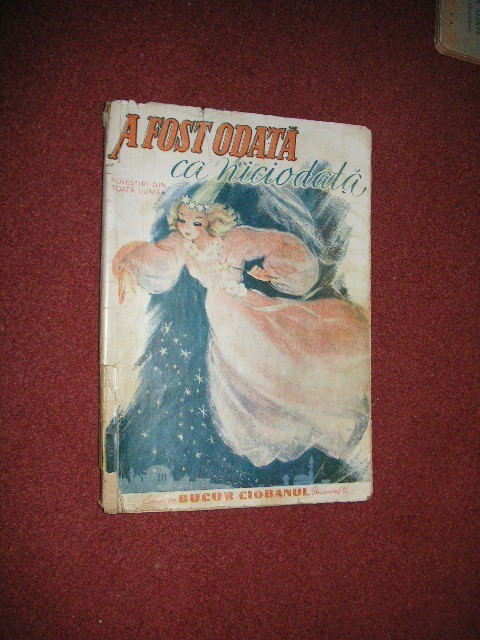 A FOST ODATĂ
ca niciodată
POVESTIRI DIN
TOATĂ LUMEA
BUCUR CIOBANUL